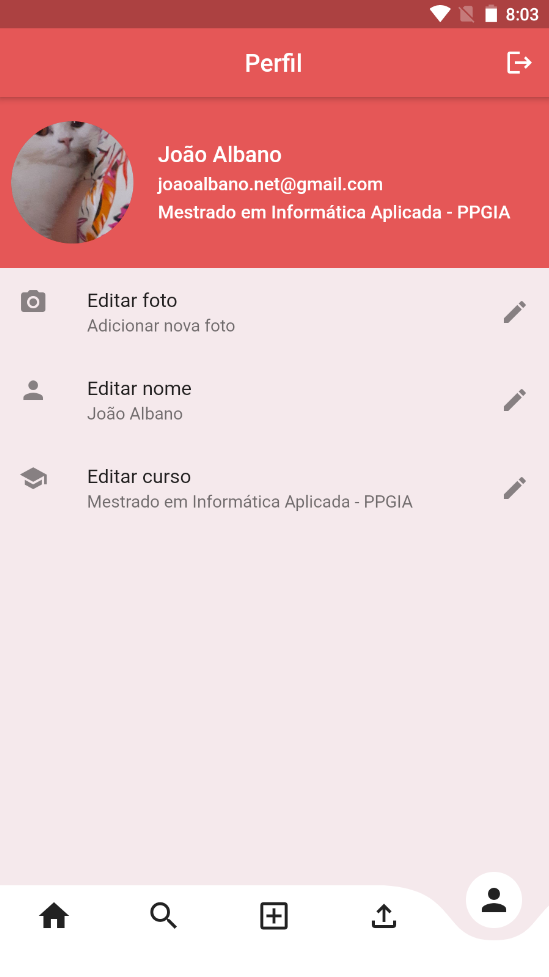 8:03
Perfil
João Albano
joaoalbano.net@gmail.com
Mestrado em Informática Aplicada - PPGIA
Editar foto
Adicionar nova foto
Editar nome
João Albano
Editar curso
Mestrado em Informática Aplicada - PPGIA